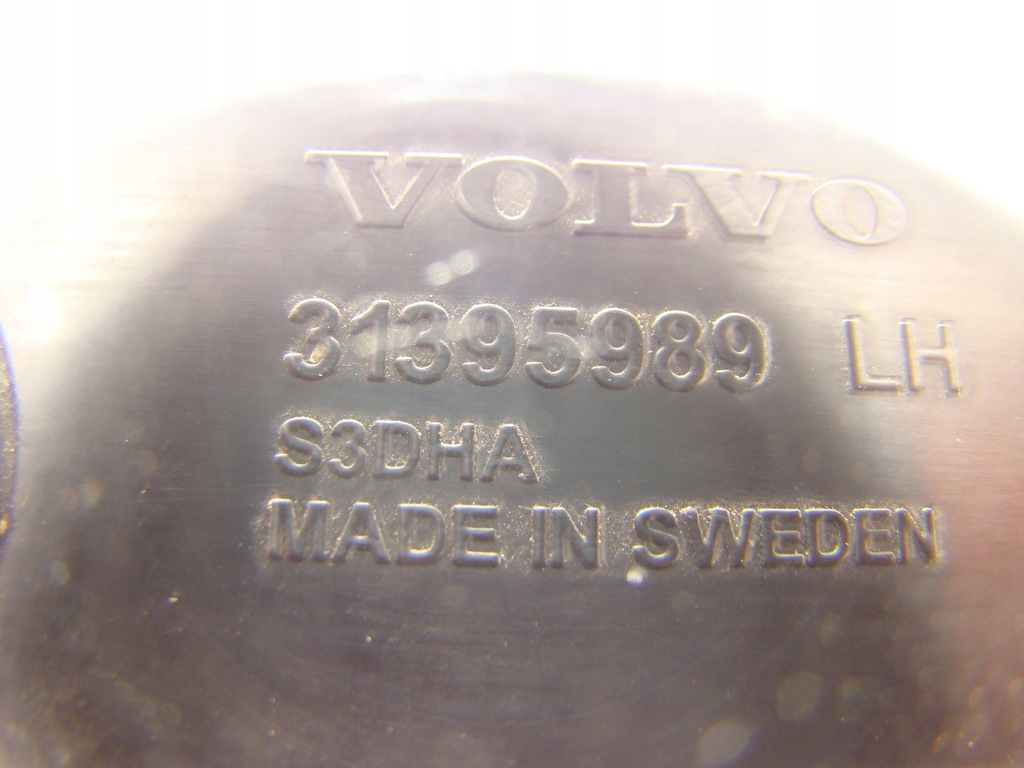 VOLVO
31395989 LH
S3DHA
MADE IN SWEDEN